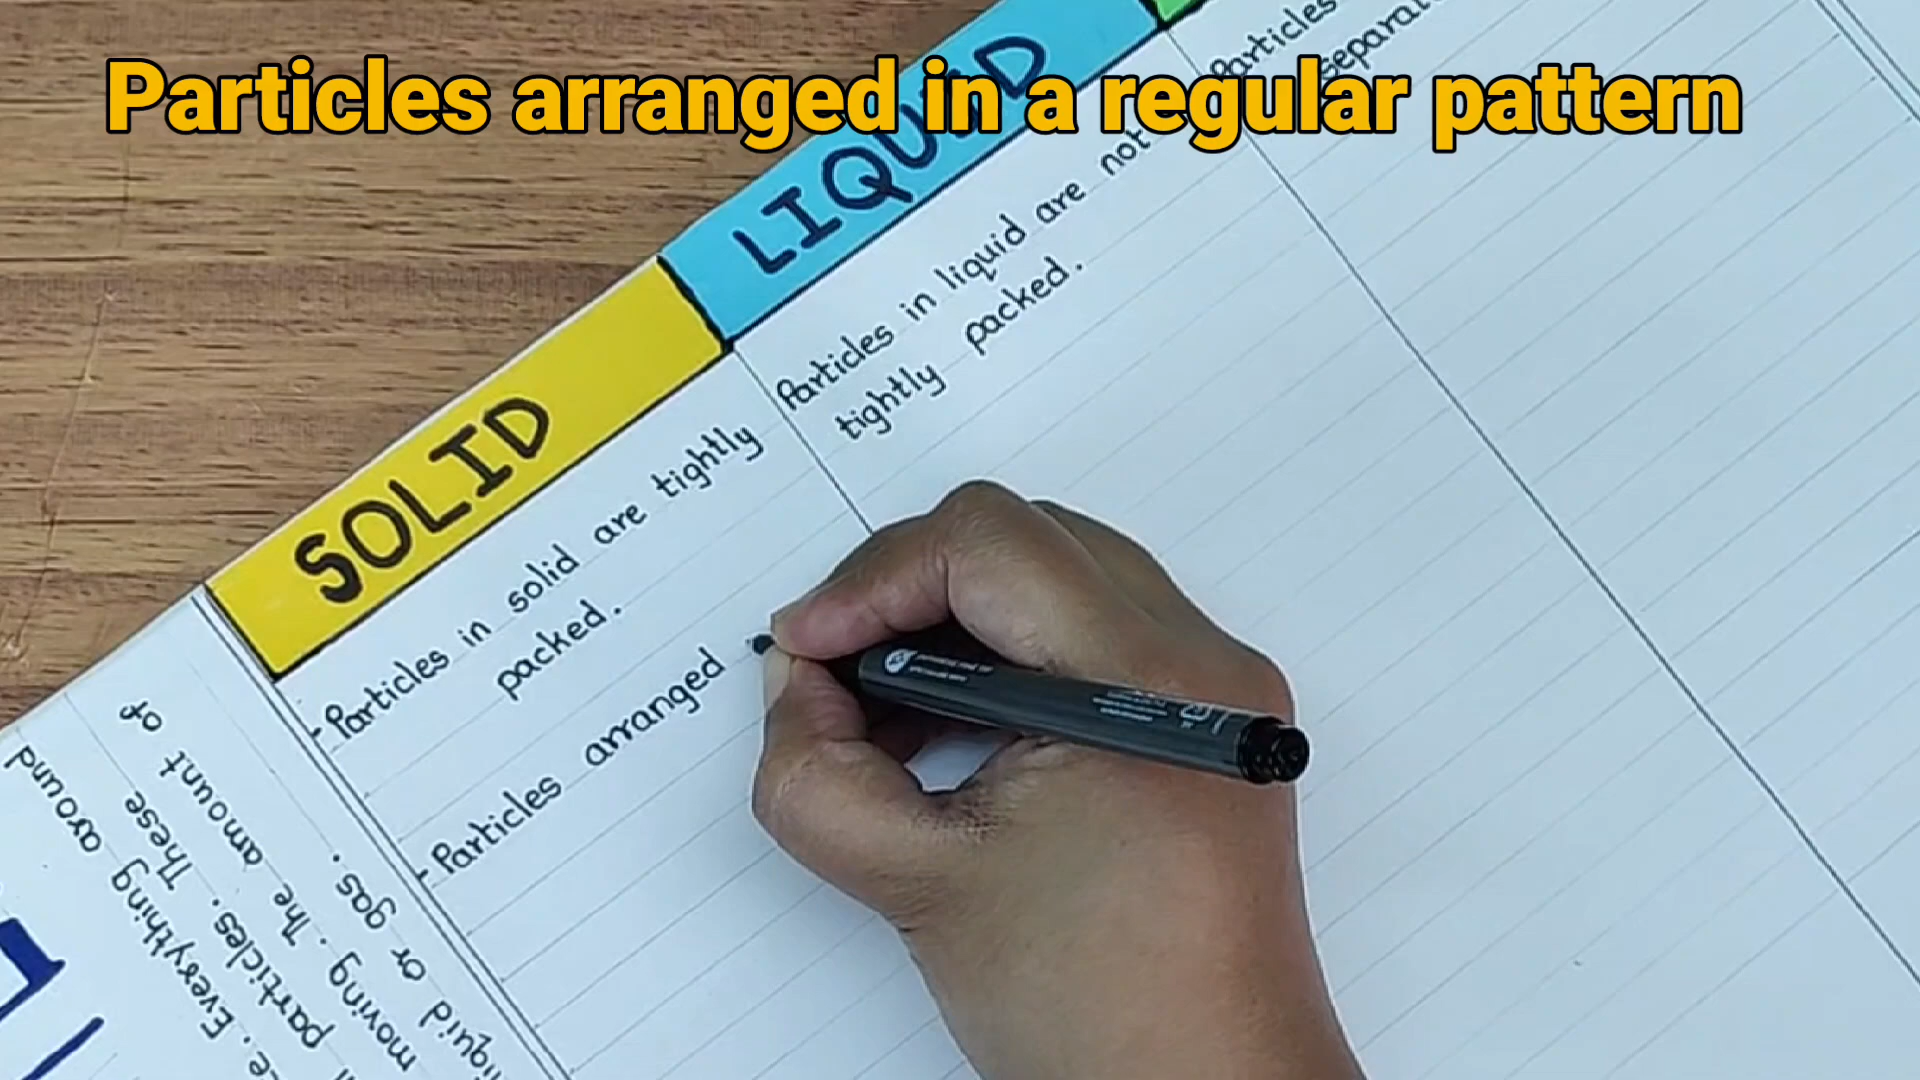 Particles arranged in a regular pattern
SOLID
LIQUID
Particles in solid are tightly
packed.
Particles arranged
Particles in liquid are not
tightly packed.
Particles
around
Everything
particles. These
moving. The amount of
liquid or gas.